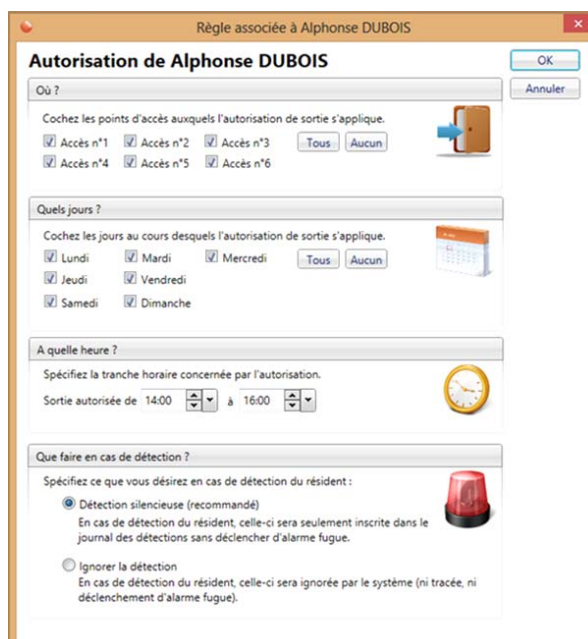 Règle associée à Alphonse DUBOIS
Autorisation de Alphonse DUBOIS
OK
Annuler
Où ?
Cochez les points d'accès auxquels l'autorisation de sortie s'applique.
Accès n°1 Accès n°2 Accès n°3 Tous Aucun
Accès n°4 Accès n°5 Accès n°6
Quels jours ?
Cochez les jours au cours desquels l'autorisation de sortie s'applique.
Lundi Mardi Mercredi Tous Aucun
Jeudi Vendredi
Samedi Dimanche
A quelle heure ?
Spécifiez la tranche horaire concernée par l'autorisation.
Sortie autorisée de 14:00 à 16:00
Que faire en cas de détection ?
Spécifiez ce que vous désirez en cas de détection du résident :
Détection silencieuse (recommandé)
En cas de détection du résident, celle-ci sera seulement inscrite dans le
journal des détections sans déclencher d'alarme fugue.
Ignorer la détection
En cas de détection du résident, celle-ci sera ignorée par le système (ni tracée, ni
déclenchement d'alarme fugue).